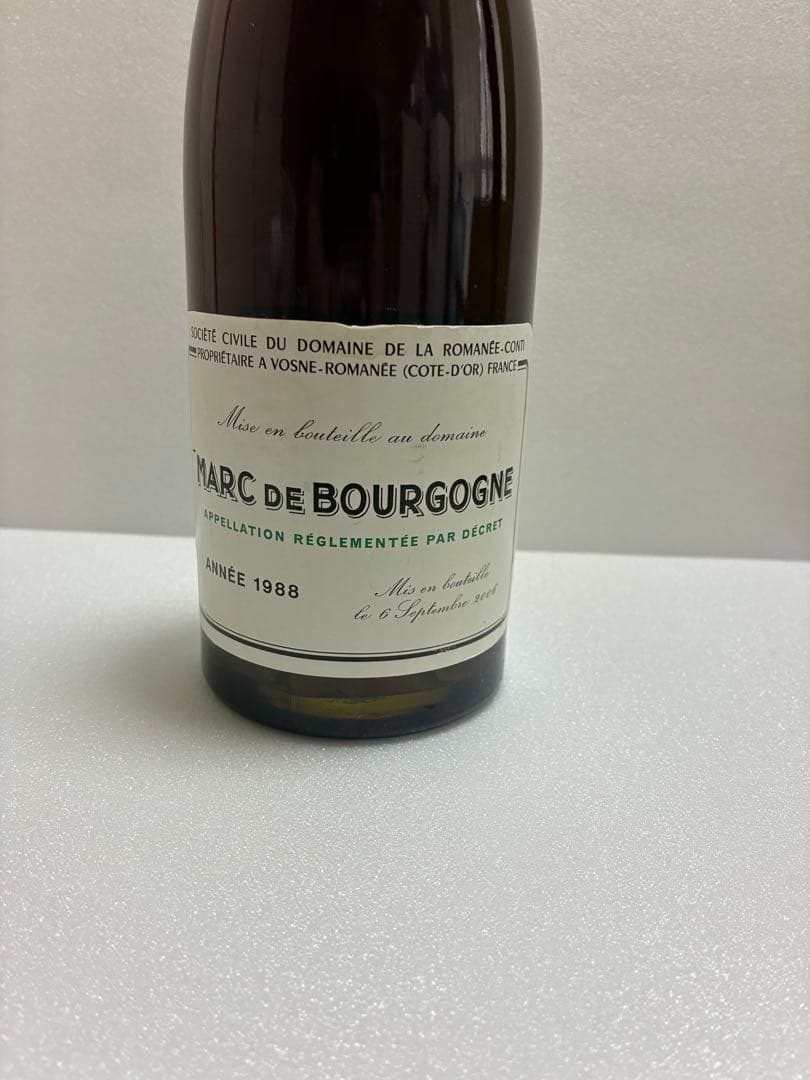 SOCIÉTÉ CIVILE DU DOMAINE DE LA ROMANÉE-CONTI
PROPRIÉTAIRE A VOSNE-ROMANÉE (COTE-D'OR) FRANCE
Mise en bouteille au domaine
MARC DE BOURGOGNE
APPELLATION RÉGLEMENTÉE PAR DÉCRET
ANNÉE 1988
Mis en bouteille
le 6 Septembre 2006